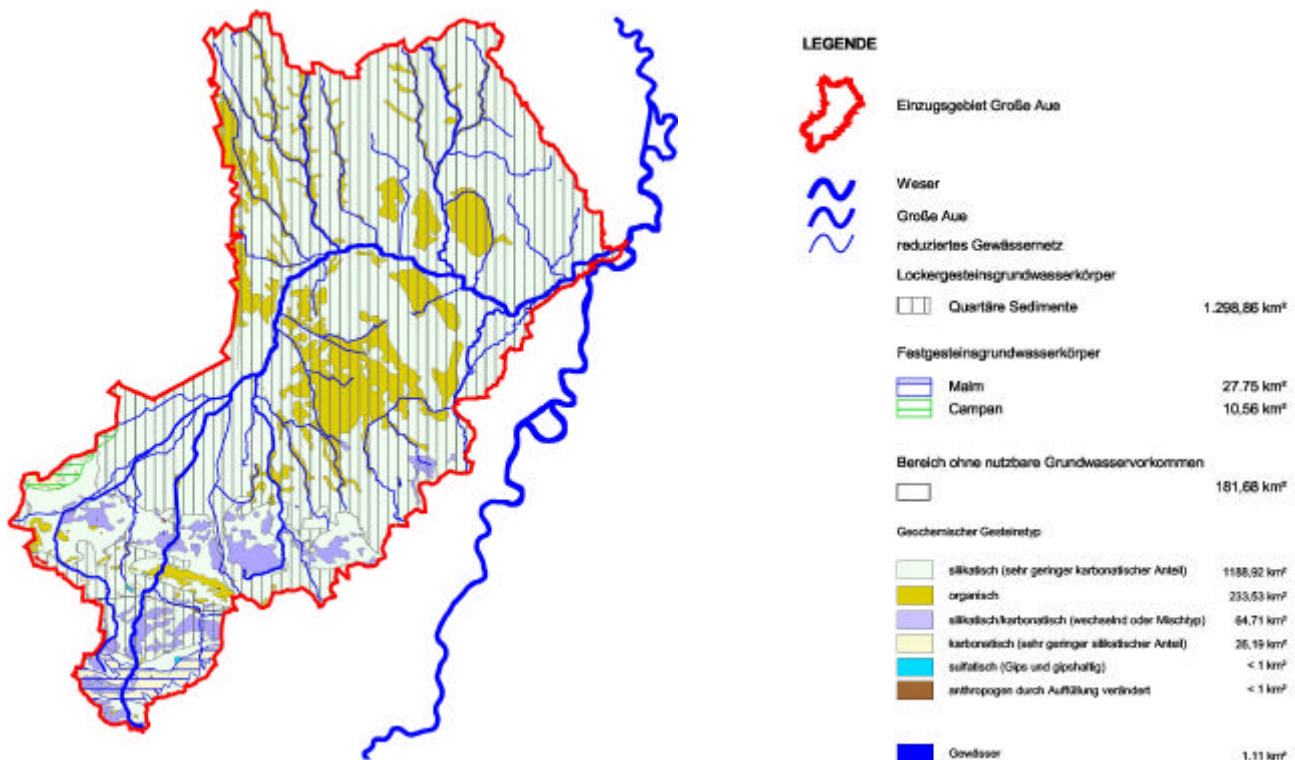 LEGENDE
Einzugsgebiet Große Aue
Weser
Große Aue
reduziertes Gewässernetz
Lockergesteinsgrundwasserkörper
Quartäre Sedimente 1.298,86 km²
Festgesteinsgrundwasserkörper
Malm 27.75 km²
Campan 10,56 km²
Bereich ohne nutzbare Grundwasservorkommen
181,68 km²
Geochemischer Gesteinstyp
silikatisch (sehr geringer karbonatischer Anteil) 1188,92 km²
organisch 233,53 km²
silikatisch/karbonatisch (wechselnd oder Mischtyp) 64,71 km²
karbonatisch (sehr geringer silikatischer Anteil) 26,19 km²
sulfatisch (Gips und gipshaltig) < 1 km²
anthropogen durch Auffüllung verändert < 1 km²
Gewässer 1,11 km²